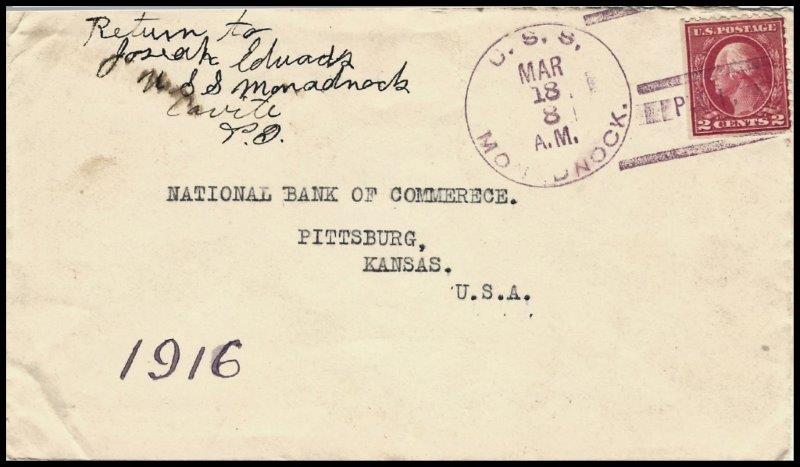 Return to
Josiah Edwards
U S S Monadnock
Cavite
P.I.
U. S. S. MONADNOCK.
MAR
18
8
A.M.
U.S. POSTAGE
2 CENTS 2
P
NATIONAL BANK OF COMMERECE.
PITTSBURG,
KANSAS.
U.S.A.
1916